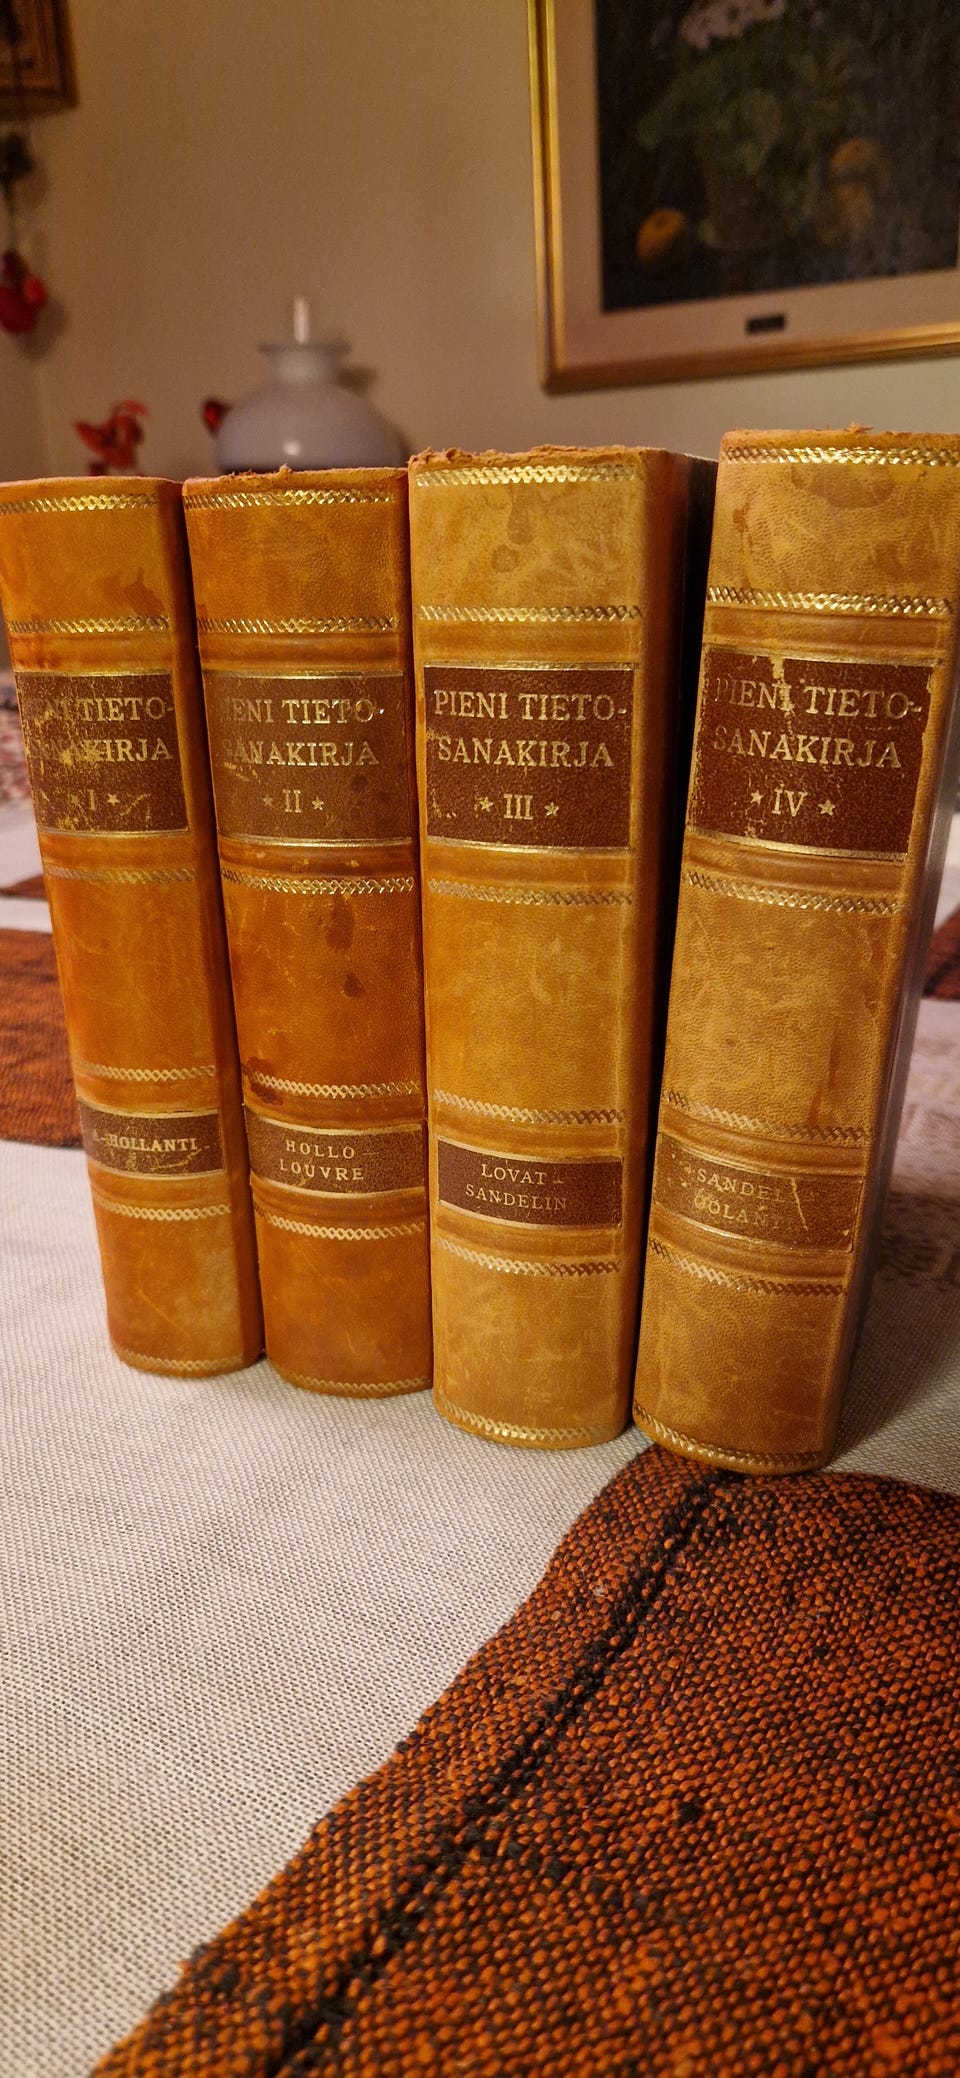 TIETO-
SANAKIRJA
I
A-HOLLANTI
PIENI TIETO-
SANAKIRJA
II
HOLLO —
LOUVRE
PIENI TIETO-
SANAKIRJA
III
LOVAT —
SANDELIN
PIENI TIETO-
SANAKIRJA
IV